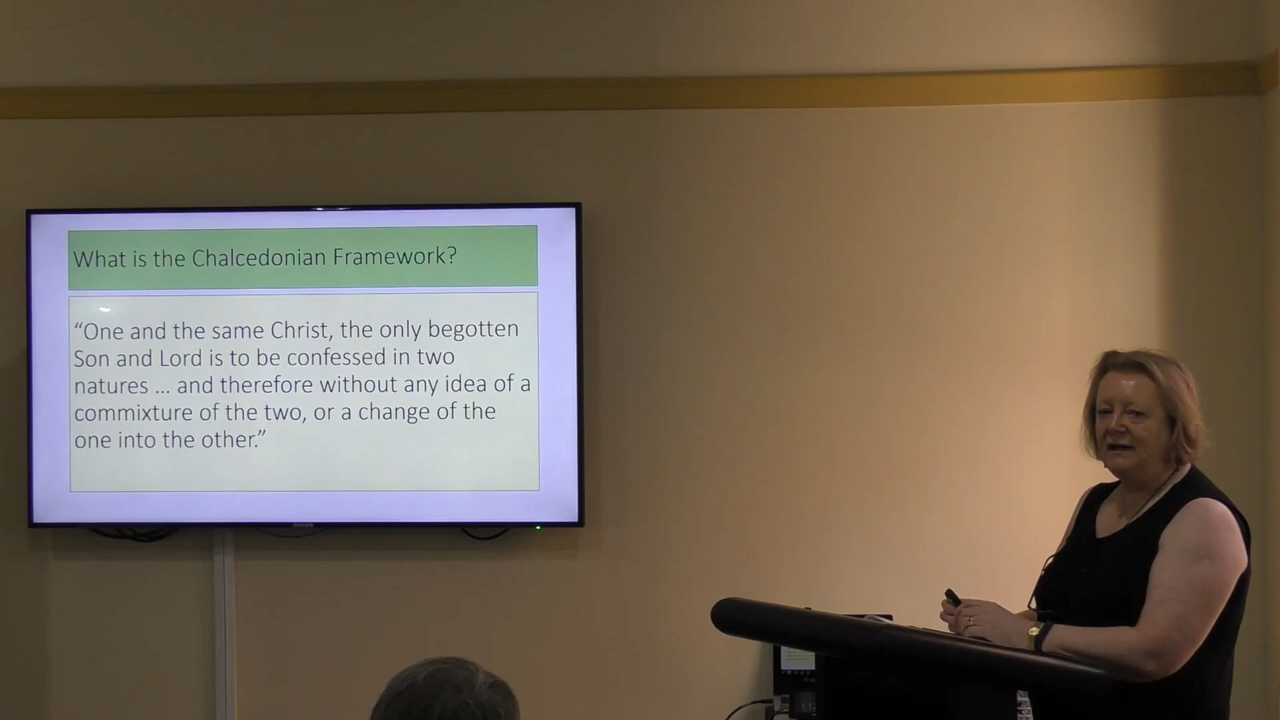 What is the Chalcedonian Framework?
“One and the same Christ, the only begotten
Son and Lord is to be confessed in two
natures ... and therefore without any idea of a
commixture of the two, or a change of the
one into the other.”